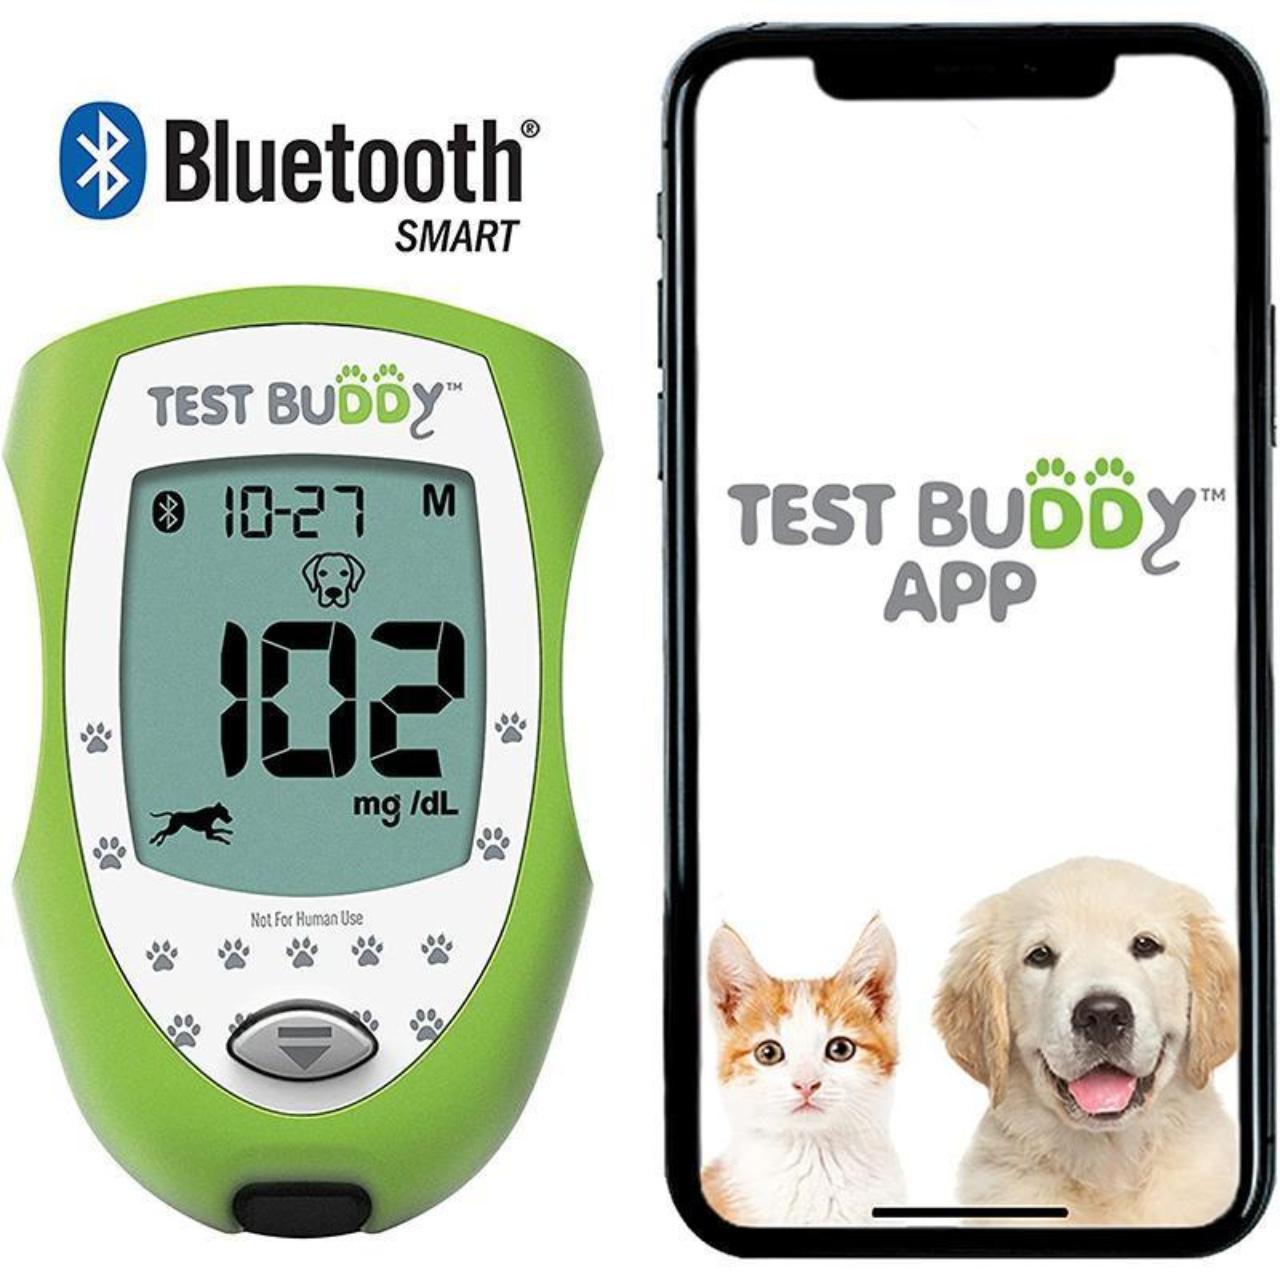 Bluetooth®
SMART
TEST BUDDY™
10-27 M
102
mg/dL
Not For Human Use
TEST BUDDY™
APP